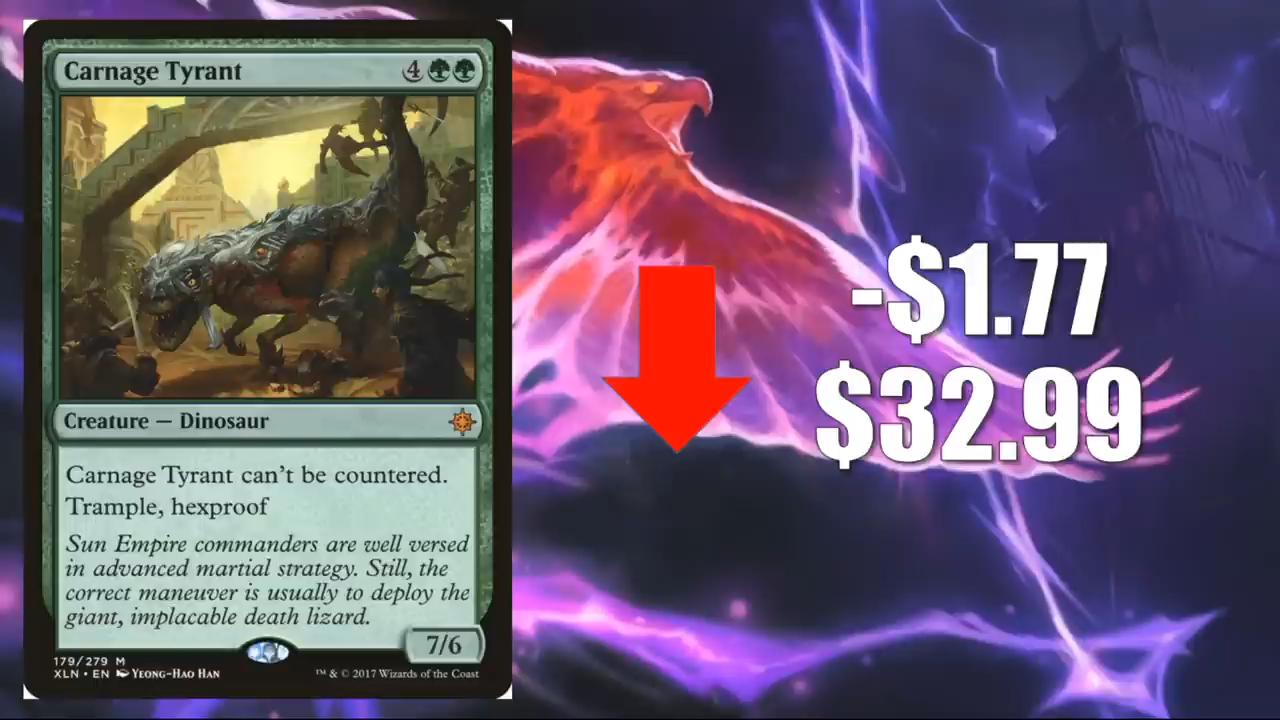 Carnage Tyrant 4
Creature — Dinosaur
Carnage Tyrant can't be countered.
Trample, hexproof
Sun Empire commanders are well versed
in advanced martial strategy. Still, the
correct maneuver is usually to deploy the
giant, implacable death lizard.
7/6
179/279 M
XLN • EN Yeong-Hao Han
™ & © 2017 Wizards of the Coast
-$1.77
$32.99